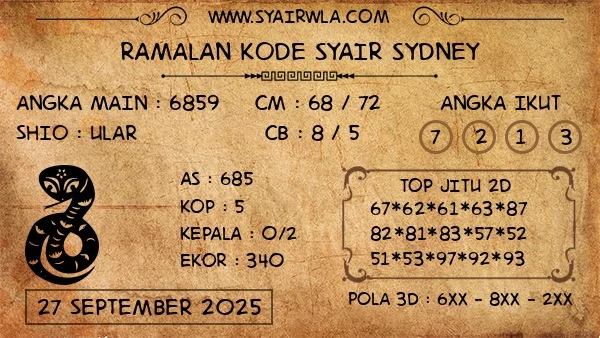 WWW.SYAIRWLA.COM
RAMALAN KODE SYAIR SYDNEY
ANGKA MAIN : 6859
CM : 68 / 72
ANGKA IKUT
SHIO : ULAR
CB : 8 / 5
7 2 1 3
AS : 685
KOP : 5
KEPALA : 0/2
EKOR : 340
TOP JITU 2D
67*62*61*63*87
82*81*83*57*52
51*53*97*92*93
27 SEPTEMBER 2025
POLA 3D : 6XX - 8XX - 2XX